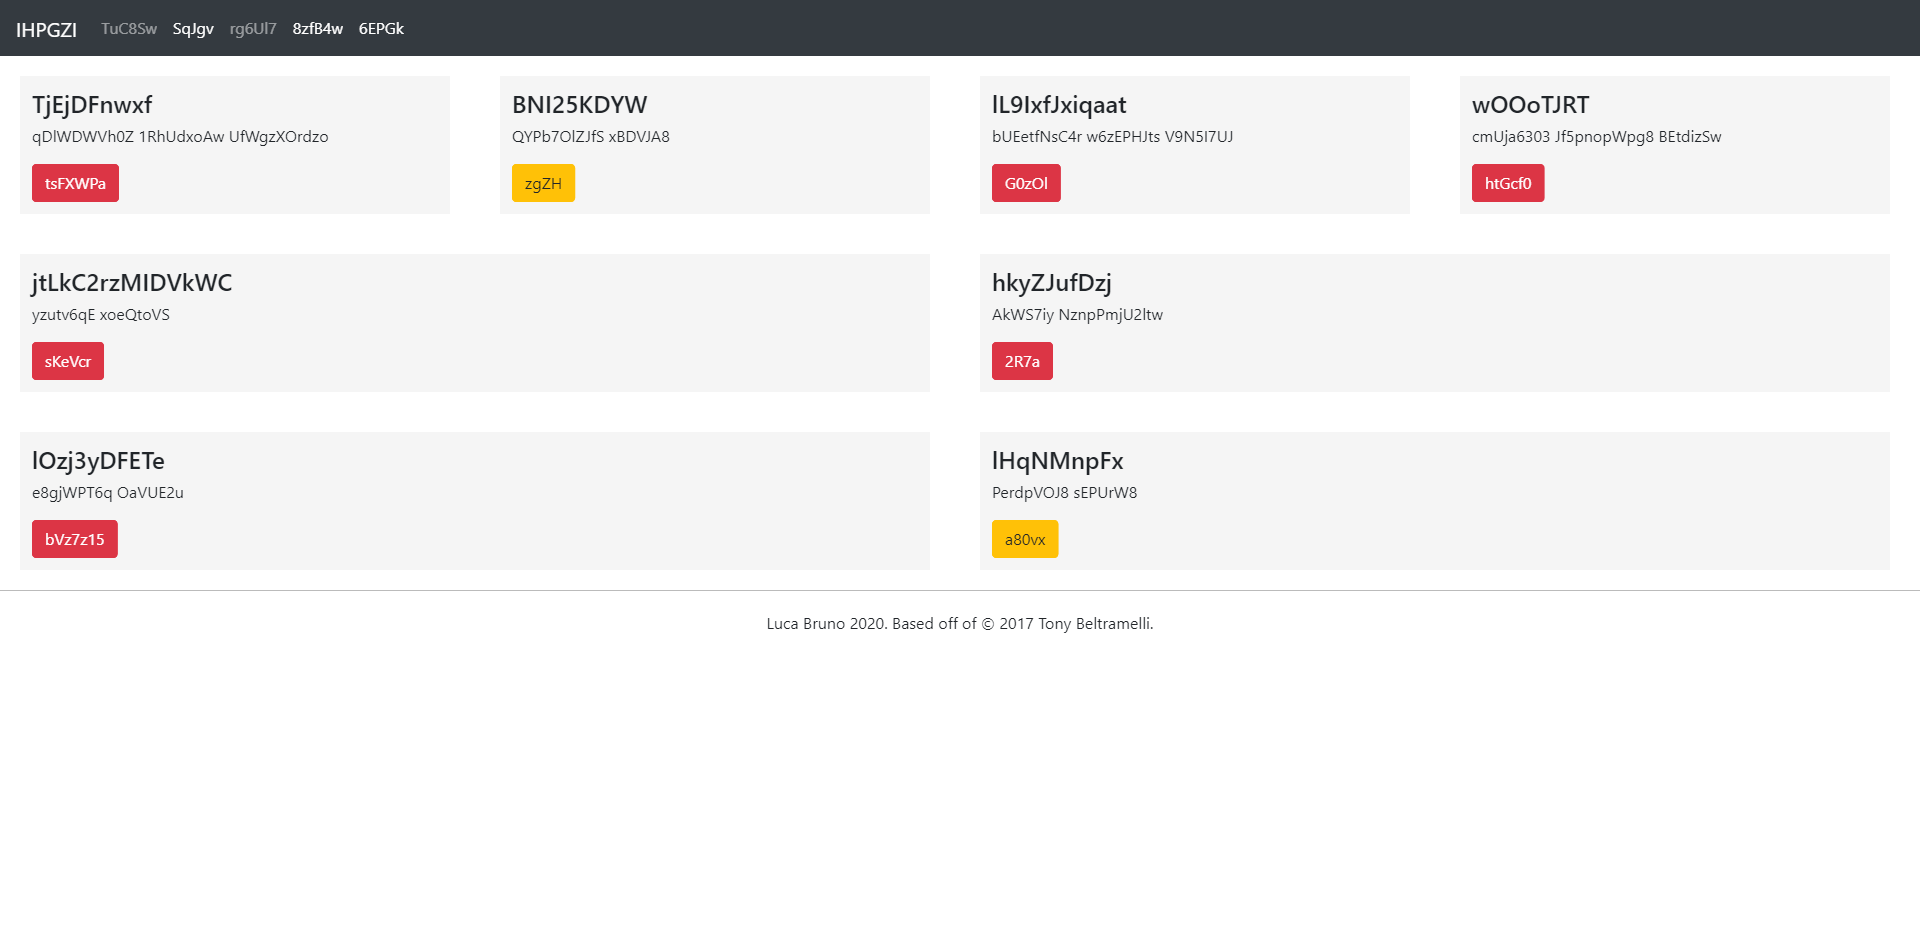 IHPGZI TuC8Sw SqJgv rg6Ul7 8zfB4w 6EPGk
TjEjDFnwxf
qDlWDWVh0Z 1RhUdxoAw UfWgzXOrdzo
tsFXWPa
BNI25KDYW
QYPb7OlZJfS xBDVJA8
zgZH
lL9IxfJxiqaat
bUEetfNsC4r w6zEPHJts V9N5I7UJ
G0zOl
wOOoTJRT
cmUja6303 Jf5pnopWpg8 BEtdizSw
htGcf0
jtLkC2rzMIDVkWC
yzutv6qE xoeQtoVS
sKeVcr
hkyZJufDzj
AkWS7iy NznpPmjU2ltw
2R7a
lOzj3yDFETe
e8gjWPT6q OaVUE2u
bVz7z15
lHqNMnpFx
PerdpVOJ8 sEPUrW8
a80vx
Luca Bruno 2020. Based off of © 2017 Tony Beltramelli.